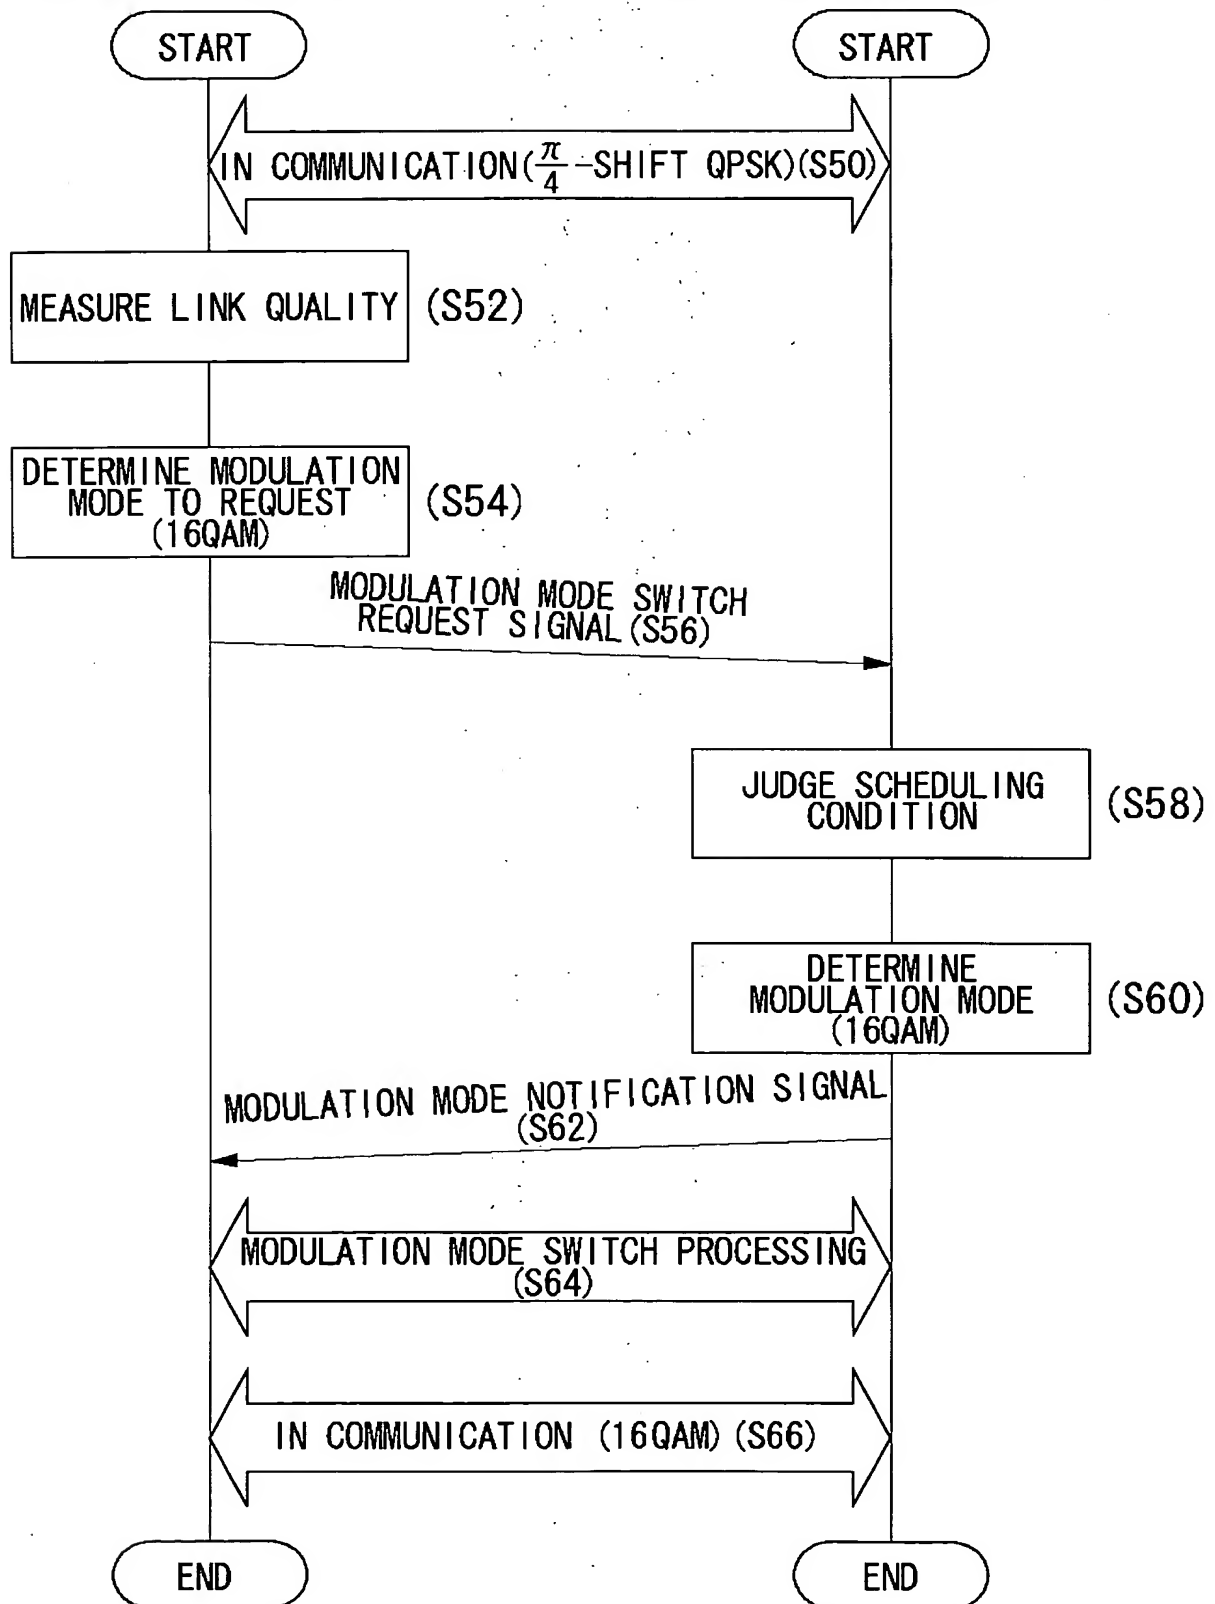 START
START
IN COMMUNICATION(π/4-SHIFT QPSK)(S50)
MEASURE LINK QUALITY
(S52)
DETERMINE MODULATION
MODE TO REQUEST
(16QAM)
(S54)
MODULATION MODE SWITCH
REQUEST SIGNAL(S56)
JUDGE SCHEDULING
CONDITION
(S58)
DETERMINE
MODULATION MODE
(16QAM)
(S60)
MODULATION MODE NOTIFICATION SIGNAL
(S62)
MODULATION MODE SWITCH PROCESSING
(S64)
IN COMMUNICATION (16QAM)(S66)
END
END